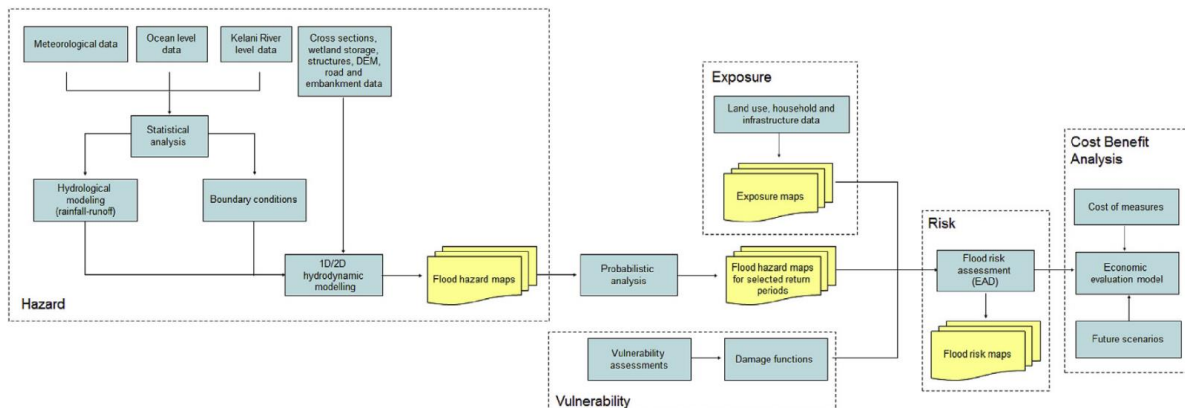 Meteorological data
Ocean level
data
Kelani River
level data
Cross sections,
wetland storage,
structures, DEM,
road and
embankment data
Statistical
analysis
Hydrological
modeling
(rainfall-runoff)
Boundary conditions
1D/2D
hydrodynamic
modelling
Flood hazard maps
Hazard
Probabilistic
analysis
Flood hazard maps
for selected return
periods
Exposure
Land use, household and
infrastructure data
Exposure maps
Vulnerability
assessments
Damage functions
Vulnerability
Risk
Flood risk
assessment
(EAD)
Flood risk maps
Cost Benefit
Analysis
Cost of measures
Economic
evaluation model
Future scenarios